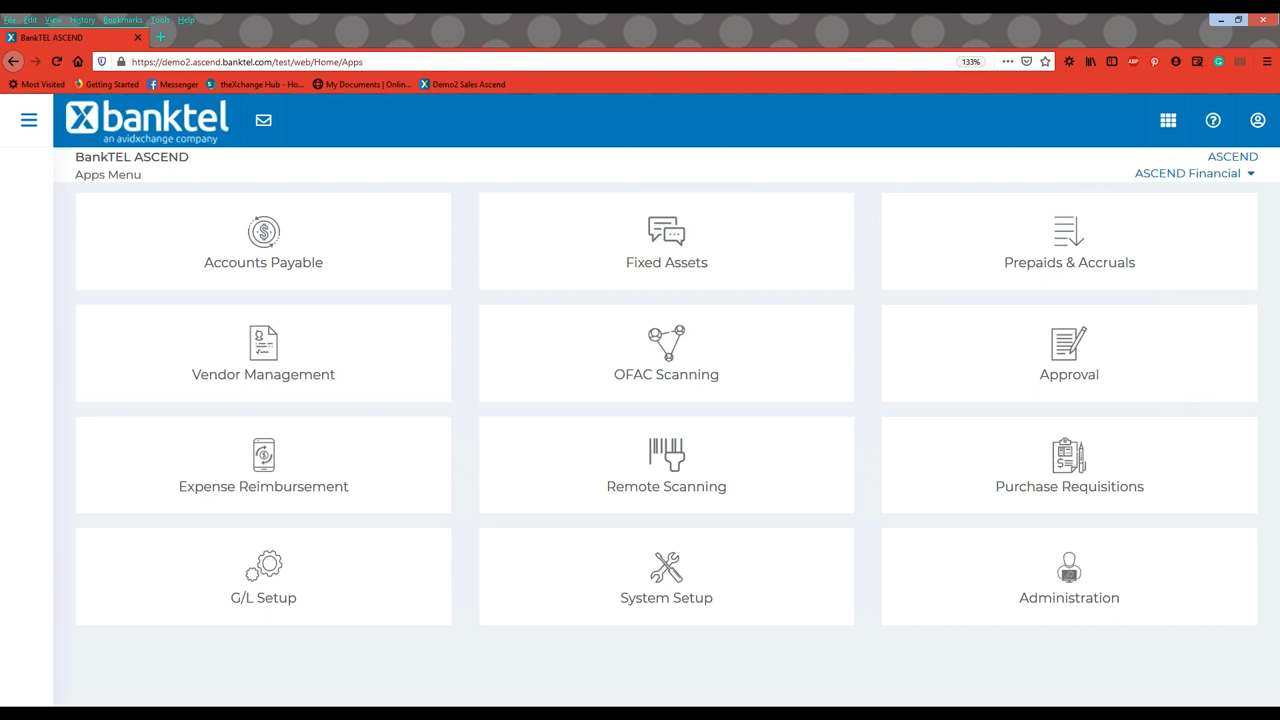 File Edit View History Bookmarks Tools Help
BankTEL ASCEND
https://demo2.ascend.banktel.com/test/web/Home/Apps
133%
Most Visited Getting Started Messenger theXchange Hub - Ho... My Documents | Onlin... Demo2 Sales Ascend
banktel
an avidxchange company
BankTEL ASCEND
ASCEND
Apps Menu
ASCEND Financial
Accounts Payable
Fixed Assets
Prepaids & Accruals
Vendor Management
OFAC Scanning
Approval
Expense Reimbursement
Remote Scanning
Purchase Requisitions
G/L Setup
System Setup
Administration